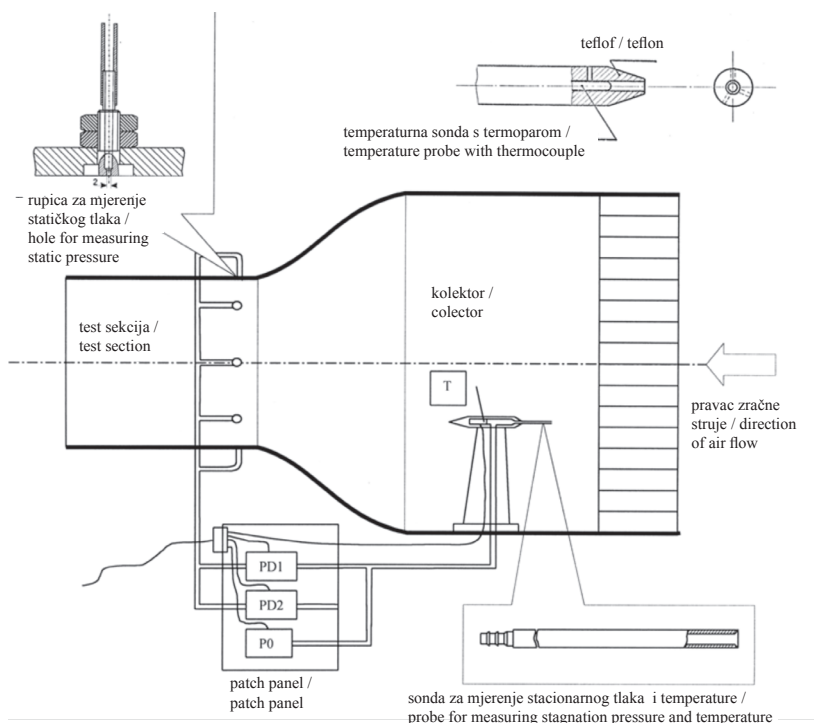 teflof / teflon
temperaturna sonda s termoparom /
temperature probe with thermocouple
2
rupica za mjerenje
statičkog tlaka /
hole for measuring
static pressure
test sekcija /
test section
kolektor /
colector
T
pravac zračne
struje / direction
of air flow
PD1
PD2
P0
patch panel /
patch panel
sonda za mjerenje stacionarnog tlaka i temperature /
probe for measuring stagnation pressure and temperature